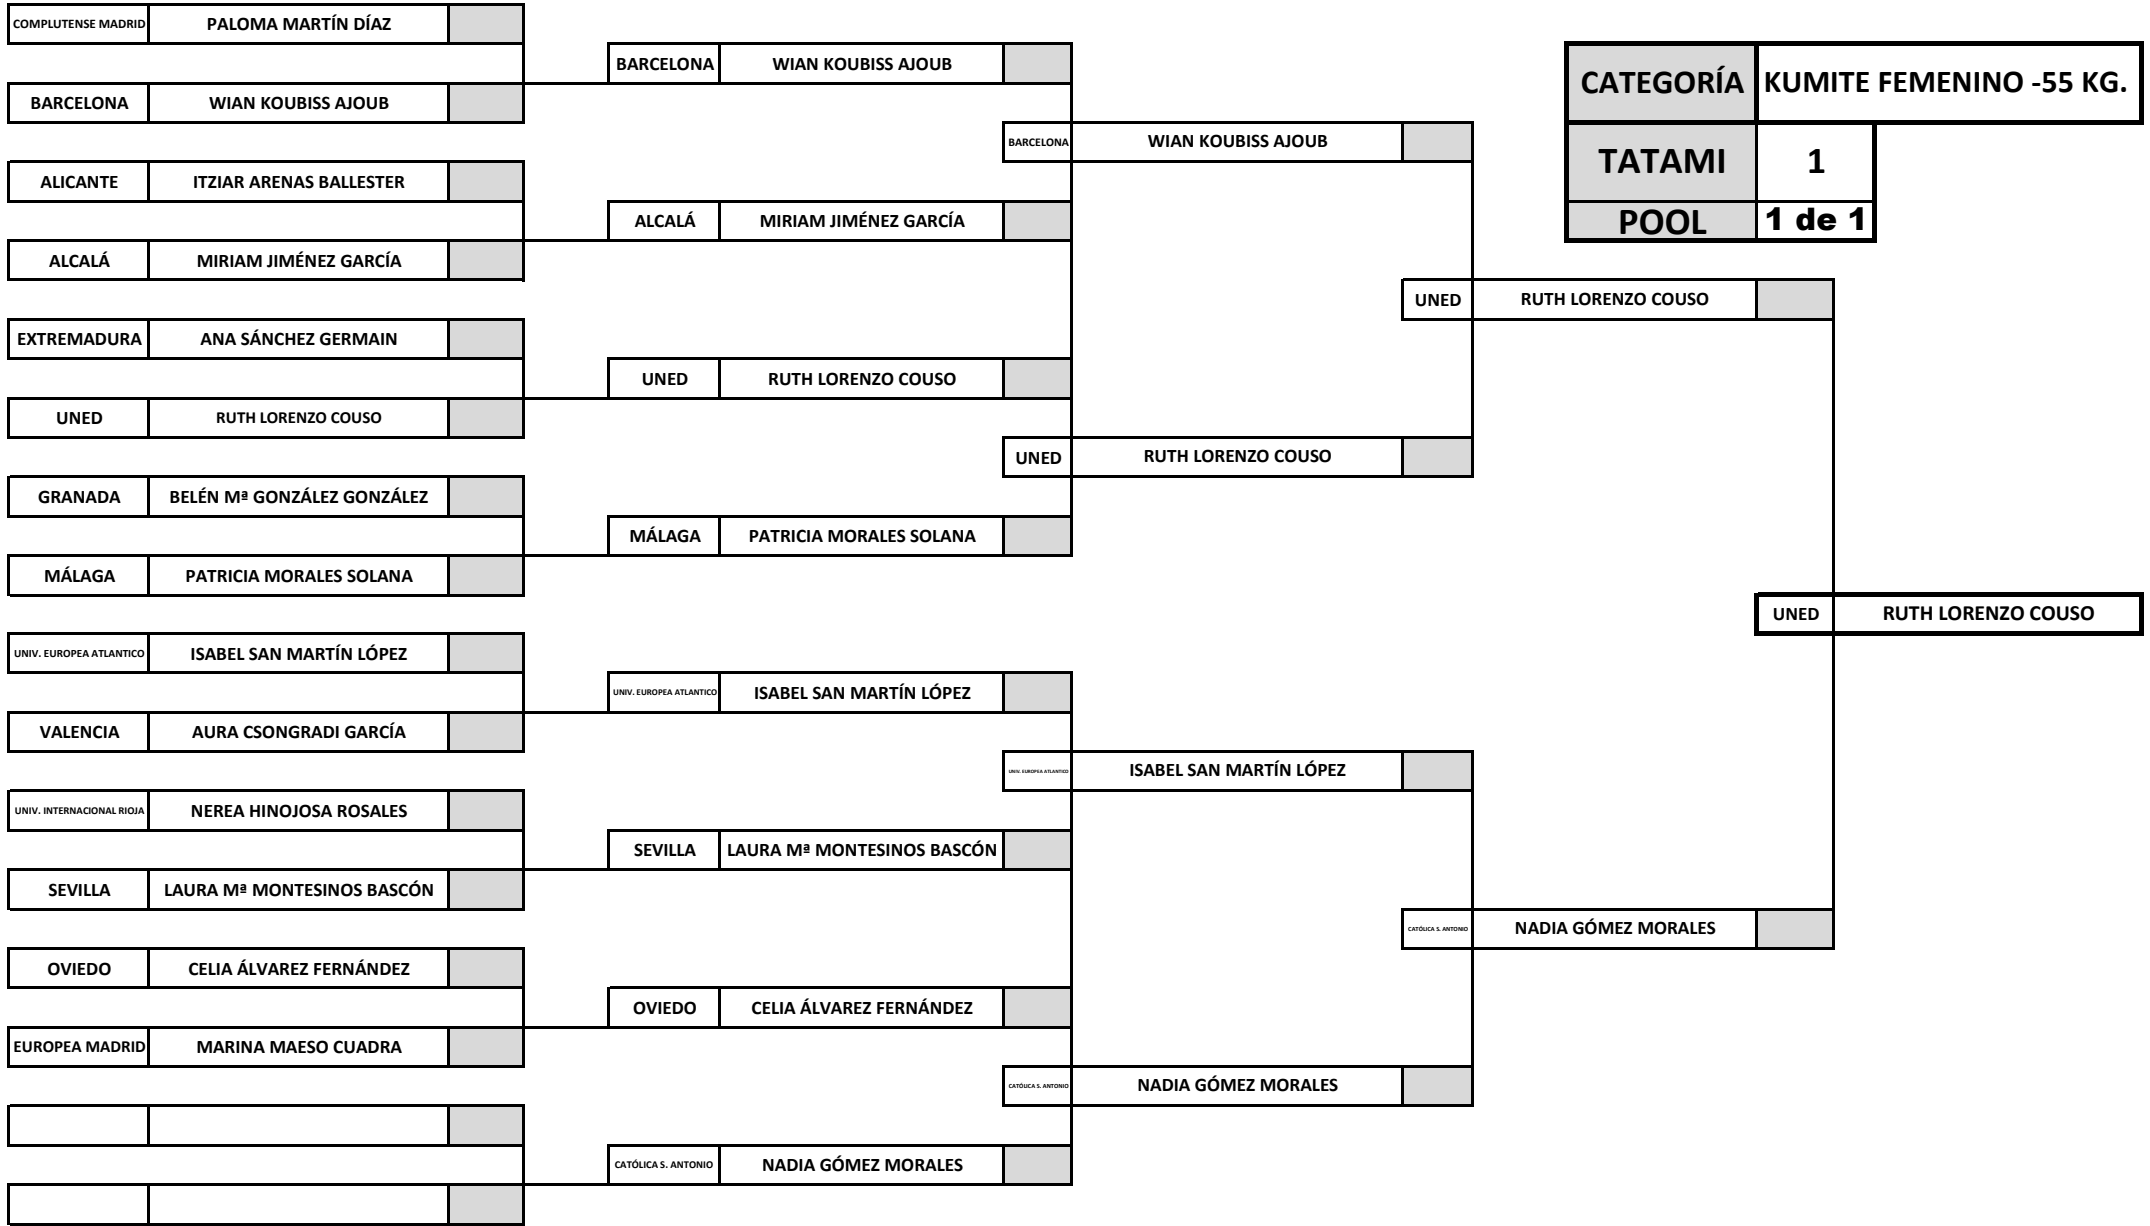 COMPLUTENSE MADRID PALOMA MARTÍN DÍAZ
BARCELONA WIAN KOUBISS AJOUB
CATEGORÍA KUMITE FEMENINO -55 KG.
BARCELONA WIAN KOUBISS AJOUB
BARCELONA WIAN KOUBISS AJOUB
TATAMI 1
ALICANTE ITZIAR ARENAS BALLESTER
ALCALÁ MIRIAM JIMÉNEZ GARCÍA
POOL 1 de 1
ALCALÁ MIRIAM JIMÉNEZ GARCÍA
UNED RUTH LORENZO COUSO
EXTREMADURA ANA SÁNCHEZ GERMAIN
UNED RUTH LORENZO COUSO
UNED RUTH LORENZO COUSO
UNED RUTH LORENZO COUSO
GRANADA BELÉN Mª GONZÁLEZ GONZÁLEZ
MÁLAGA PATRICIA MORALES SOLANA
MÁLAGA PATRICIA MORALES SOLANA
UNED RUTH LORENZO COUSO
UNIV. EUROPEA ATLANTICO ISABEL SAN MARTÍN LÓPEZ
UNIV. EUROPEA ATLANTICO ISABEL SAN MARTÍN LÓPEZ
VALENCIA AURA CSONGRADI GARCÍA
UNIV. EUROPEA ATLANTICO ISABEL SAN MARTÍN LÓPEZ
UNIV. INTERNACIONAL RIOJA NEREA HINOJOSA ROSALES
SEVILLA LAURA Mª MONTESINOS BASCÓN
SEVILLA LAURA Mª MONTESINOS BASCÓN
CATÓLICA S. ANTONIO NADIA GÓMEZ MORALES
OVIEDO CELIA ÁLVAREZ FERNÁNDEZ
OVIEDO CELIA ÁLVAREZ FERNÁNDEZ
EUROPEA MADRID MARINA MAESO CUADRA
CATÓLICA S. ANTONIO NADIA GÓMEZ MORALES
CATÓLICA S. ANTONIO NADIA GÓMEZ MORALES